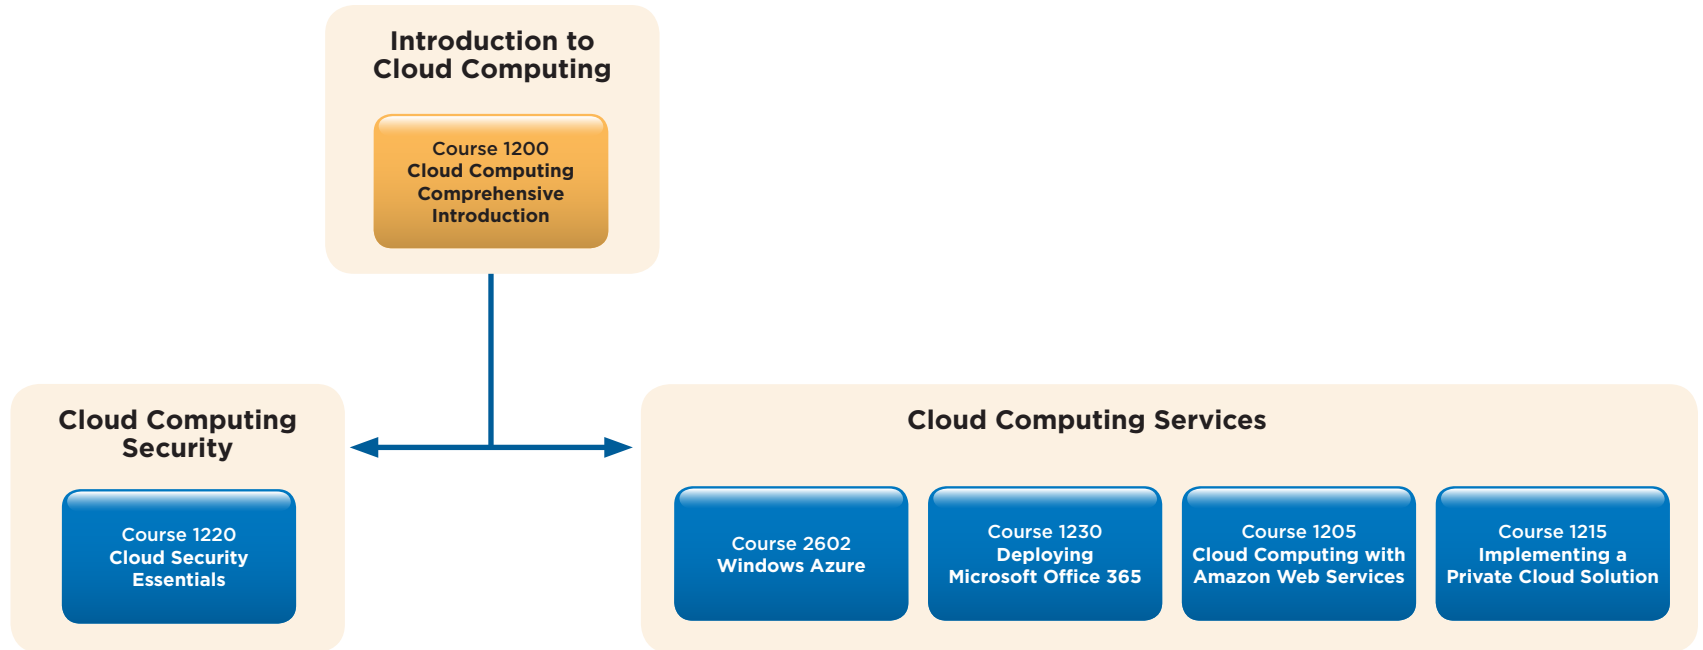 Introduction to
Cloud Computing
Course 1200
Cloud Computing
Comprehensive
Introduction
Cloud Computing
Security
Course 1220
Cloud Security
Essentials
Cloud Computing Services
Course 2602
Windows Azure
Course 1230
Deploying
Microsoft Office 365
Course 1205
Cloud Computing with
Amazon Web Services
Course 1215
Implementing a
Private Cloud Solution